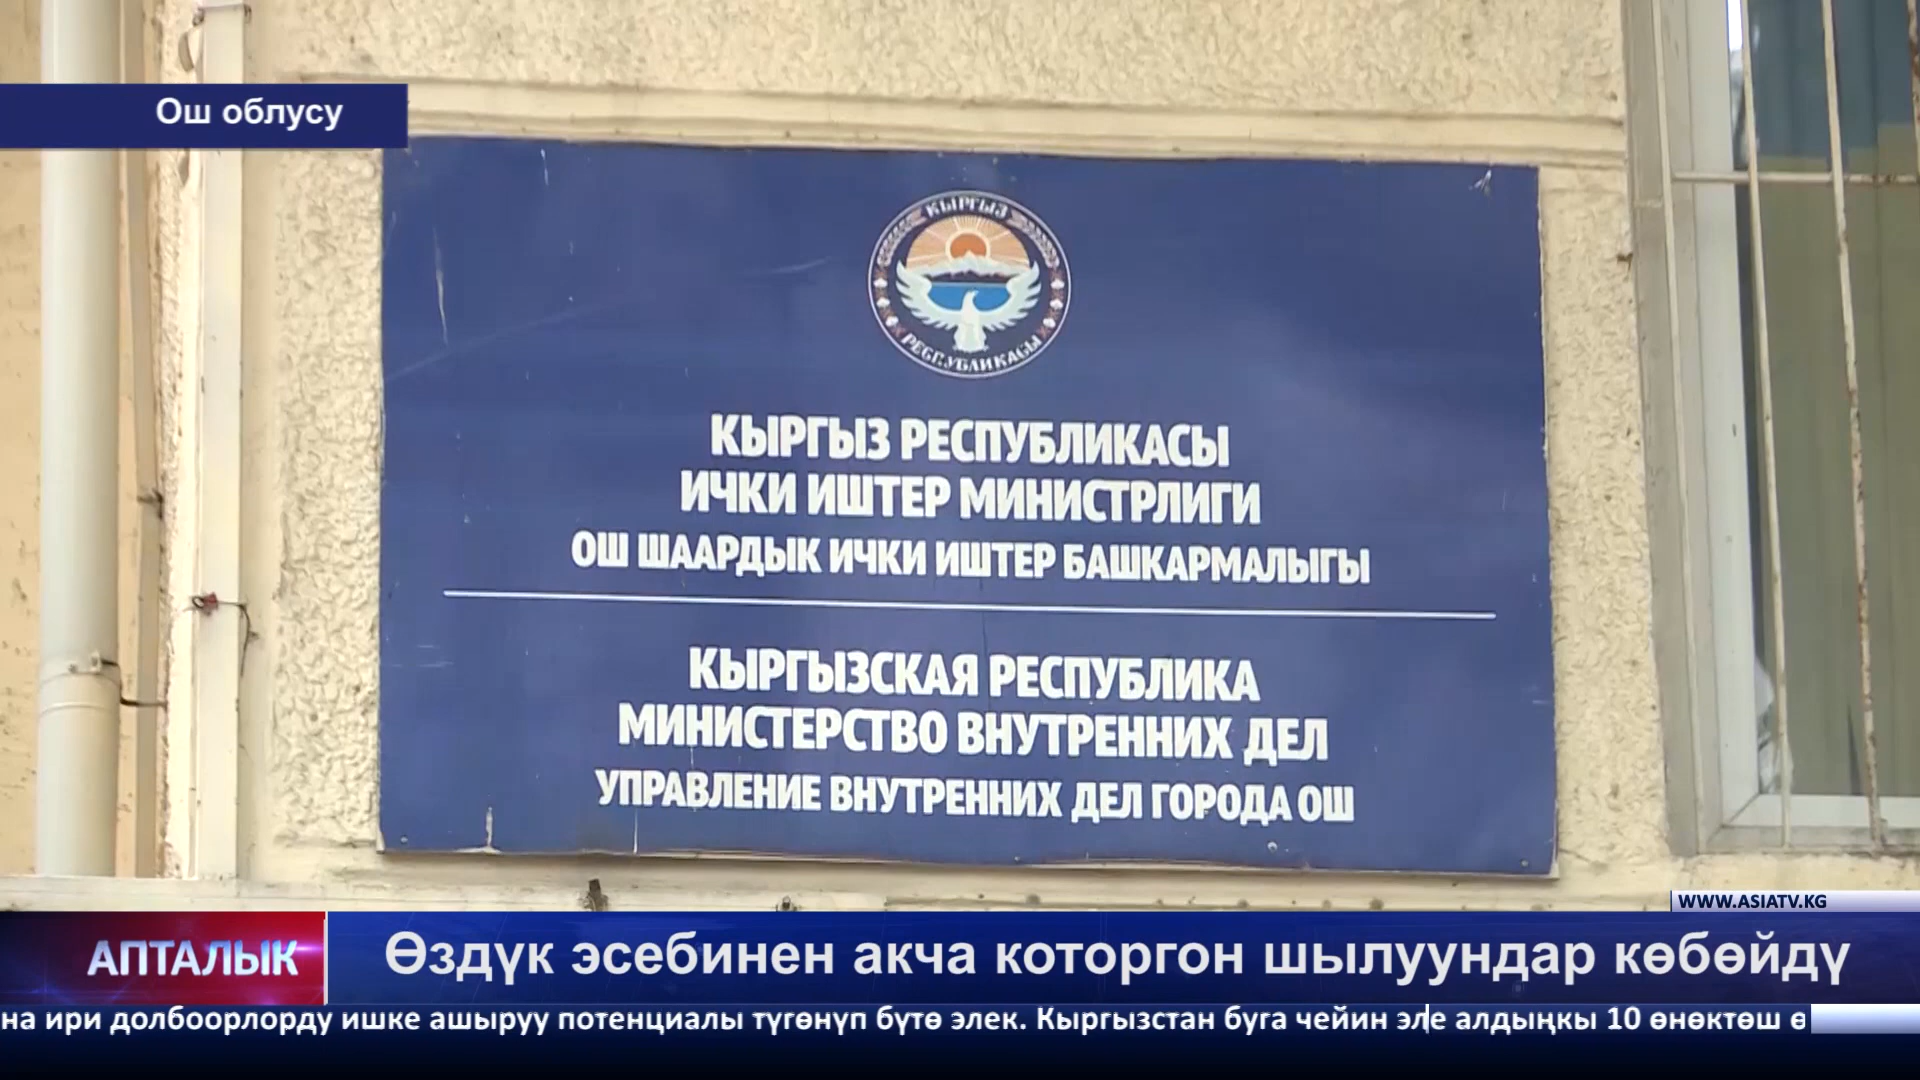 Ош облусу
КЫРГЫЗ
РЕСПУБЛИКАСЫ
КЫРГЫЗ РЕСПУБЛИКАСЫ
ИЧКИ ИШТЕР МИНИСТРЛИГИ
ОШ ШААРДЫК ИЧКИ ИШТЕР БАШКАРМАЛЫГЫ
КЫРГЫЗСКАЯ РЕСПУБЛИКА
МИНИСТЕРСТВО ВНУТРЕННИХ ДЕЛ
УПРАВЛЕНИЕ ВНУТРЕННИХ ДЕЛ ГОРОДА ОШ
WWW.ASIATV.KG
АПТАЛЫК
Өздүк эсебинен акча которгон шылуундар көбөйдү
на ири долбоорлорду ишке ашыруу потенциалы түгөнүп бүтө элек. Кыргызстан буга чейин эле алдыңкы 10 өнөктөш ө